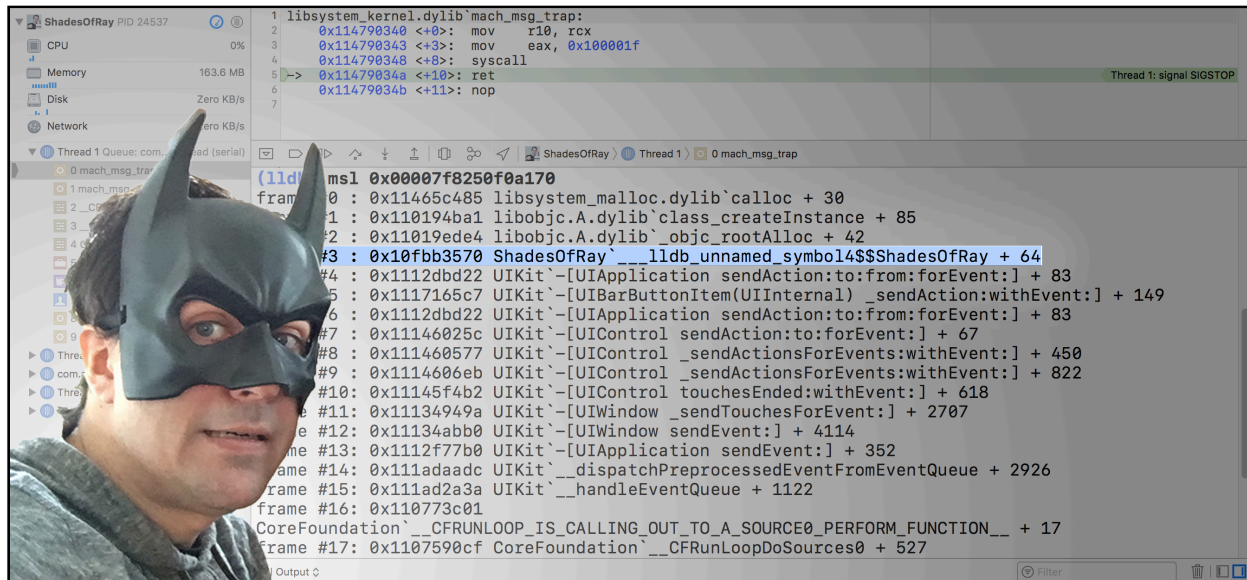 ShadesOfRay PID 24537
CPU 0%
Memory 163.6 MB
Disk Zero KB/s
Network Zero KB/s
Thread 1 Queue: com.
ead (serial)
0 mach_msg_tra
1 mach_msg
2
3
4
9
Threa
com.
Thre
1 libsystem_kernel.dylib`mach_msg_trap:
2 0x114790340 <+0>: mov r10, rcx
3 0x114790343 <+3>: mov eax, 0x100001f
4 0x114790348 <+8>: syscall
5 -> 0x11479034a <+10>: ret Thread 1: signal SIGSTOP
6 0x11479034b <+11>: nop
7
ShadesOfRay Thread 1 0 mach_msg_trap
(lldb msl 0x00007f8250f0a170
fram #0 : 0x11465c485 libsystem_malloc.dylib`calloc + 30
#1 : 0x110194ba1 libobjc.A.dylib`class_createInstance + 85
#2 : 0x11019ede4 libobjc.A.dylib`_objc_rootAlloc + 42
#3 : 0x10fbb3570 ShadesOfRay`___lldb_unnamed_symbol4$$ShadesOfRay + 64
#4 : 0x1112dbd22 UIKit`-[UIApplication sendAction:to:from:forEvent:] + 83
5 : 0x1117165c7 UIKit`-[UIBarButtonItem(UIInternal) _sendAction:withEvent:] + 149
6 : 0x1112dbd22 UIKit`-[UIApplication sendAction:to:from:forEvent:] + 83
#7 : 0x11146025c UIKit`-[UIControl sendAction:to:forEvent:] + 67
#8 : 0x111460577 UIKit`-[UIControl _sendActionsForEvents:withEvent:] + 450
#9 : 0x1114606eb UIKit`-[UIControl _sendActionsForEvents:withEvent:] + 822
#10: 0x11145f4b2 UIKit`-[UIControl touchesEnded:withEvent:] + 618
#11: 0x11134949a UIKit`-[UIWindow _sendTouchesForEvent:] + 2707
e #12: 0x11134abb0 UIKit`-[UIWindow sendEvent:] + 4114
me #13: 0x1112f77b0 UIKit`-[UIApplication sendEvent:] + 352
ame #14: 0x111adaadc UIKit`__dispatchPreprocessedEventFromEventQueue + 2926
rame #15: 0x111ad2a3a UIKit`__handleEventQueue + 1122
frame #16: 0x110773c01
CoreFoundation`__CFRUNLOOP_IS_CALLING_OUT_TO_A_SOURCE0_PERFORM_FUNCTION__ + 17
frame #17: 0x1107590cf CoreFoundation`__CFRunLoopDoSources0 + 527
Output Filter